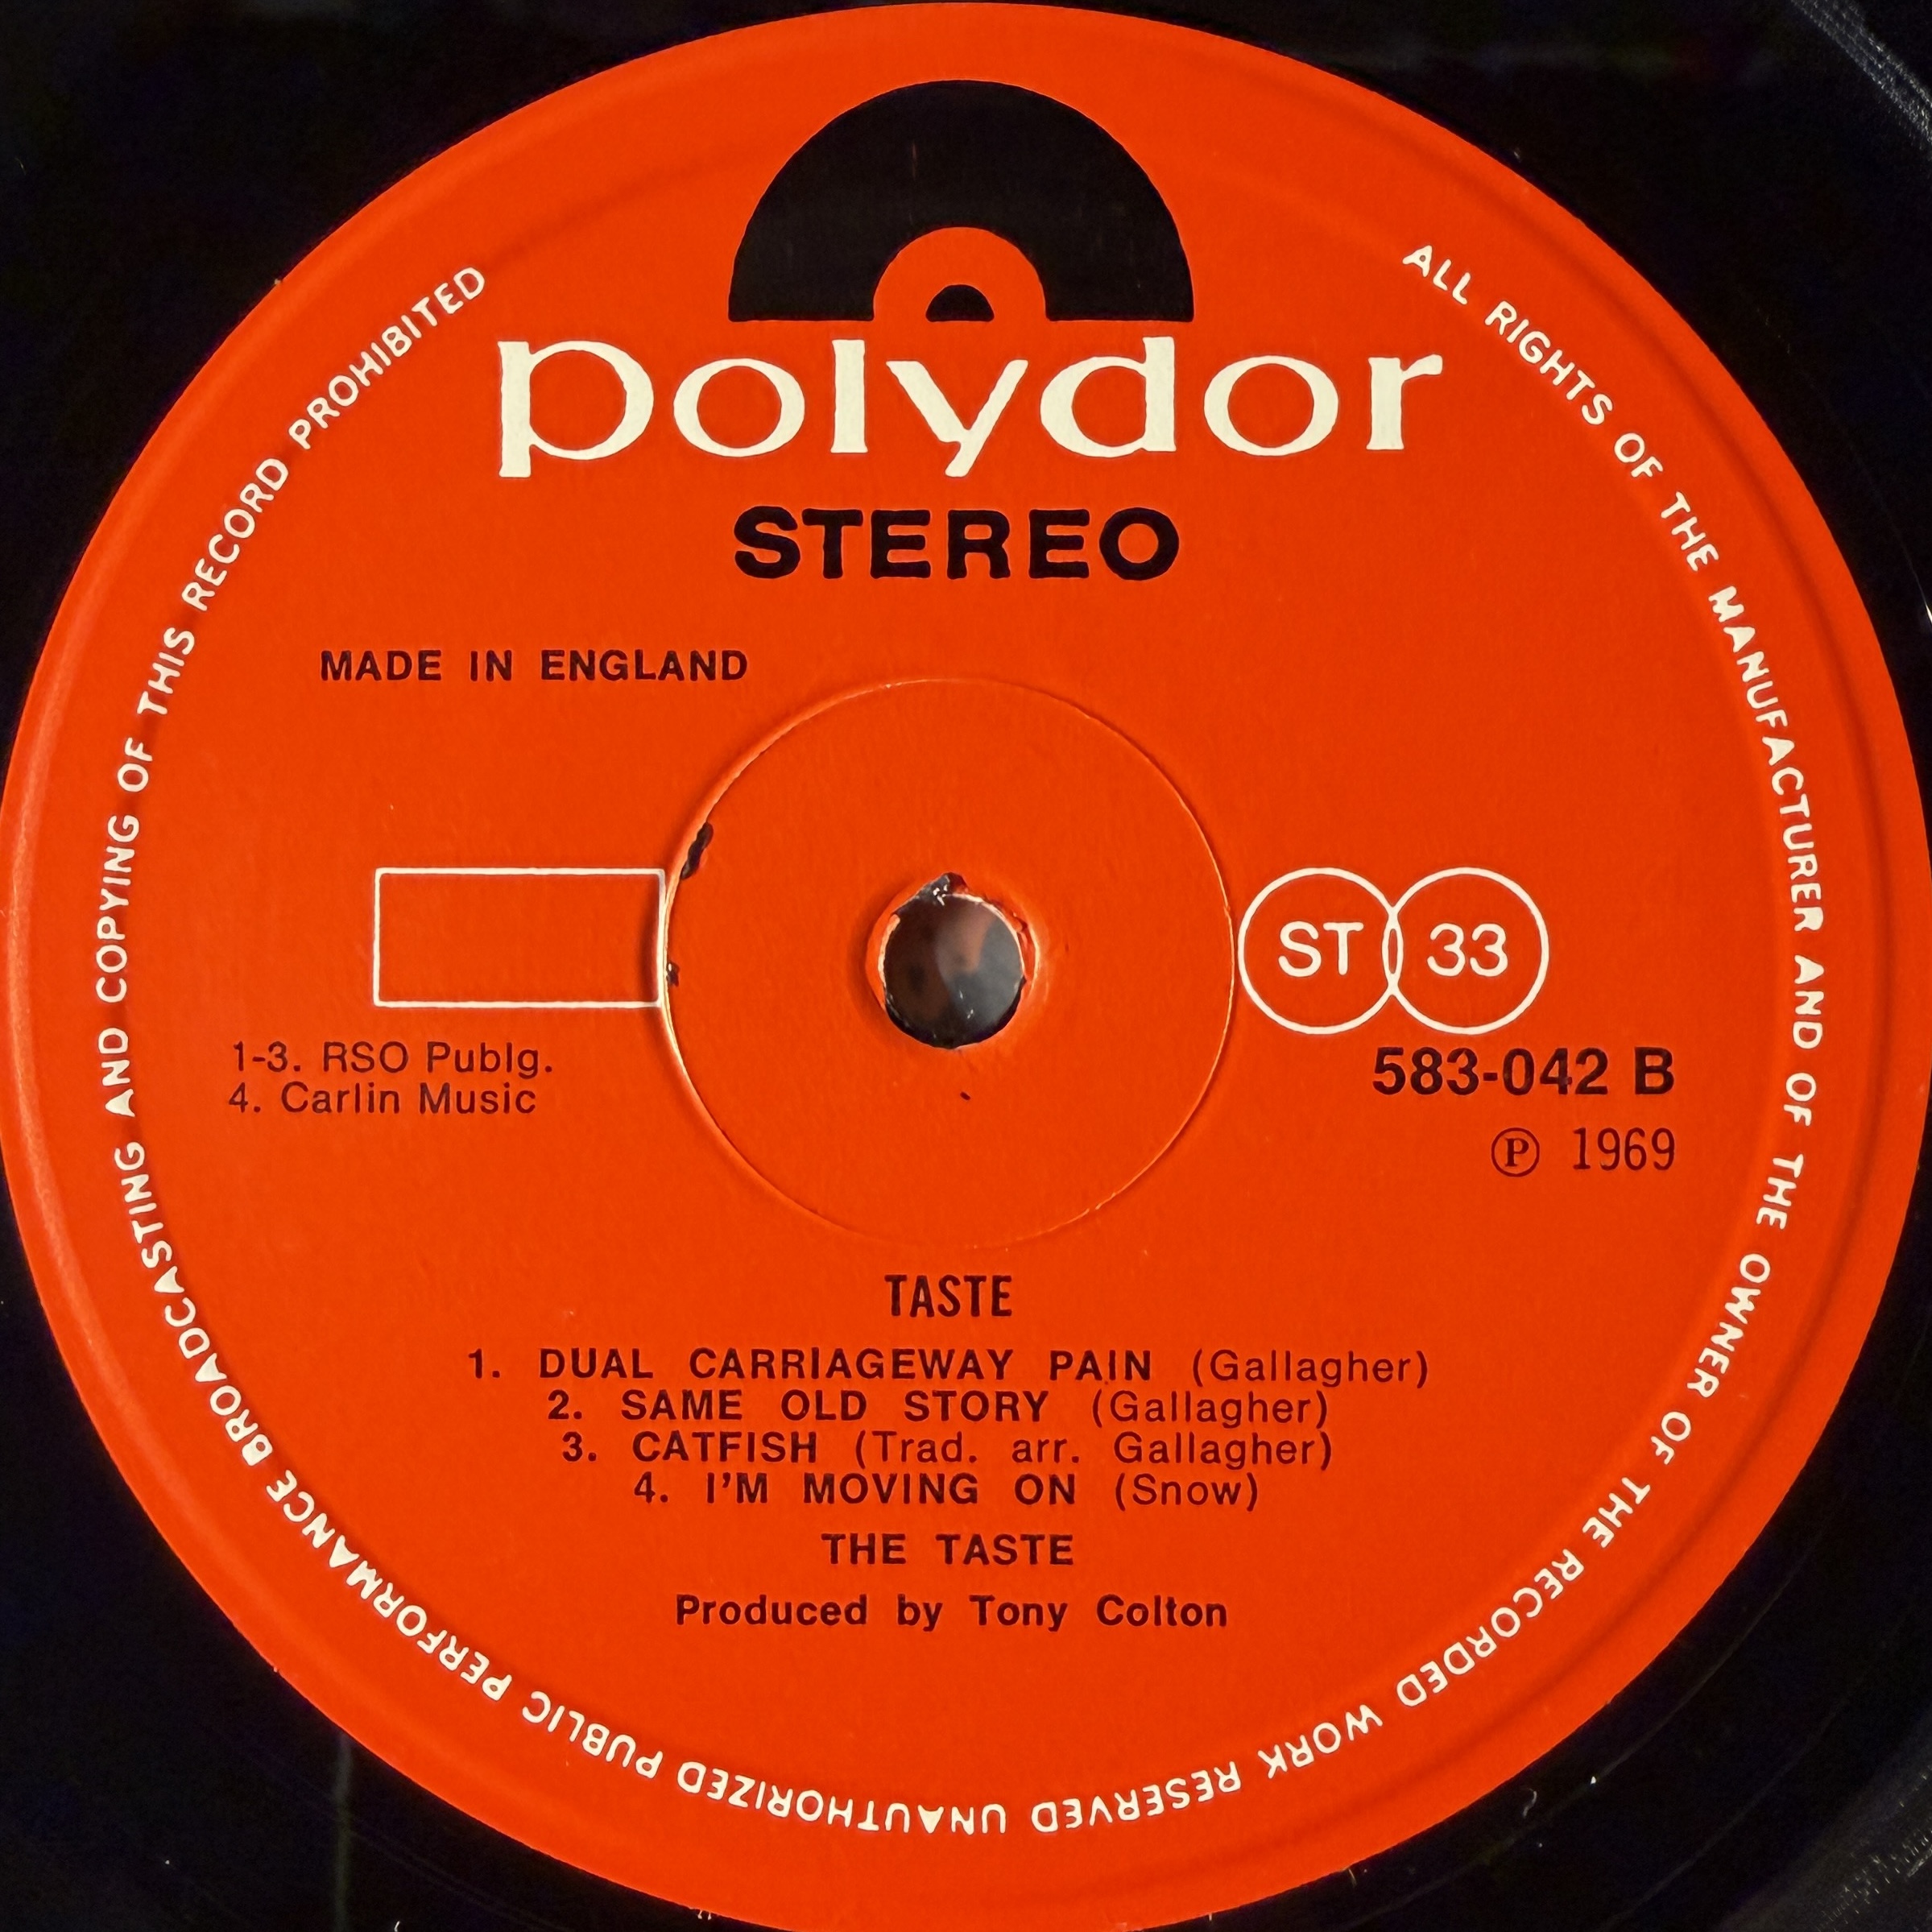 polydor
STEREO
MADE IN ENGLAND
ST 33
1-3. RSO Publg.
4. Carlin Music
583-042 B
Ⓟ 1969
TASTE
1. DUAL CARRIAGEWAY PAIN (Gallagher)
2. SAME OLD STORY (Gallagher)
3. CATFISH (Trad. arr. Gallagher)
4. I'M MOVING ON (Snow)
THE TASTE
Produced by Tony Colton
ALL RIGHTS OF THE MANUFACTURER AND OF THE OWNER OF THE RECORDED WORK RESERVED UNAUTHORIZED PUBLIC PERFORMANCE BROADCASTING AND COPYING OF THIS RECORD PROHIBITED